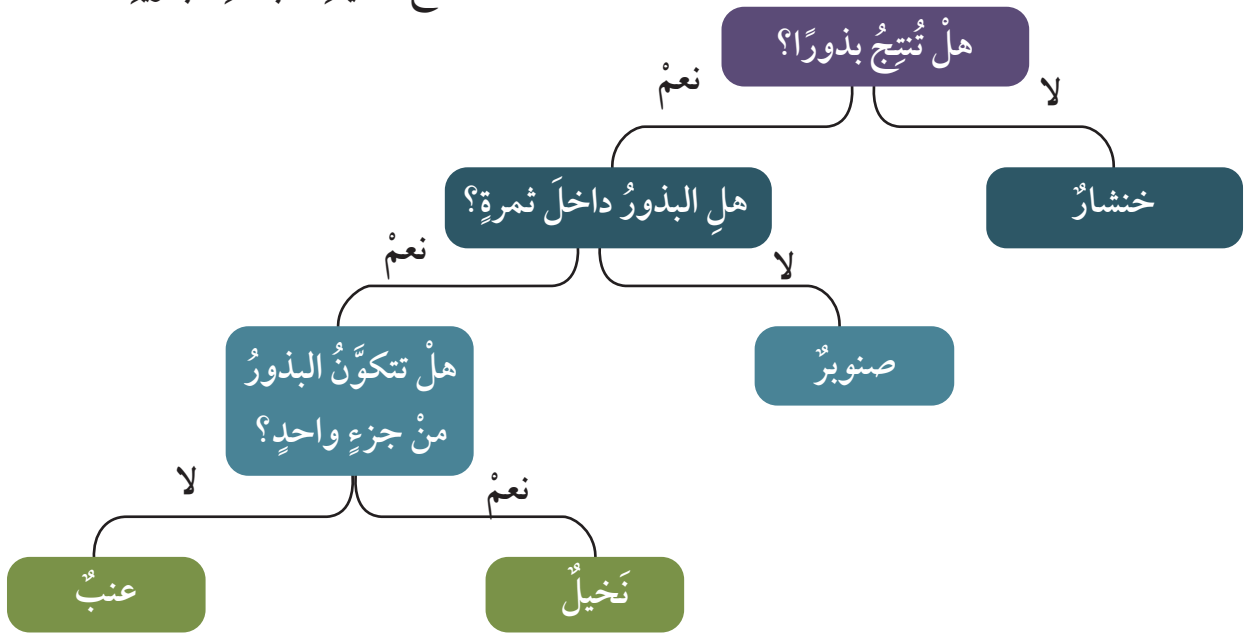 هلْ تُنتِجُ بذورًا؟
لا
نعمْ
خنشارٌ
هلِ البذورُ داخلَ ثمرةٍ؟
لا
نعمْ
صنوبرٌ
هلْ تتكوَّنُ البذورُ
منْ جزءٍ واحدٍ؟
نعمْ
لا
نَخيلٌ
عنبٌ